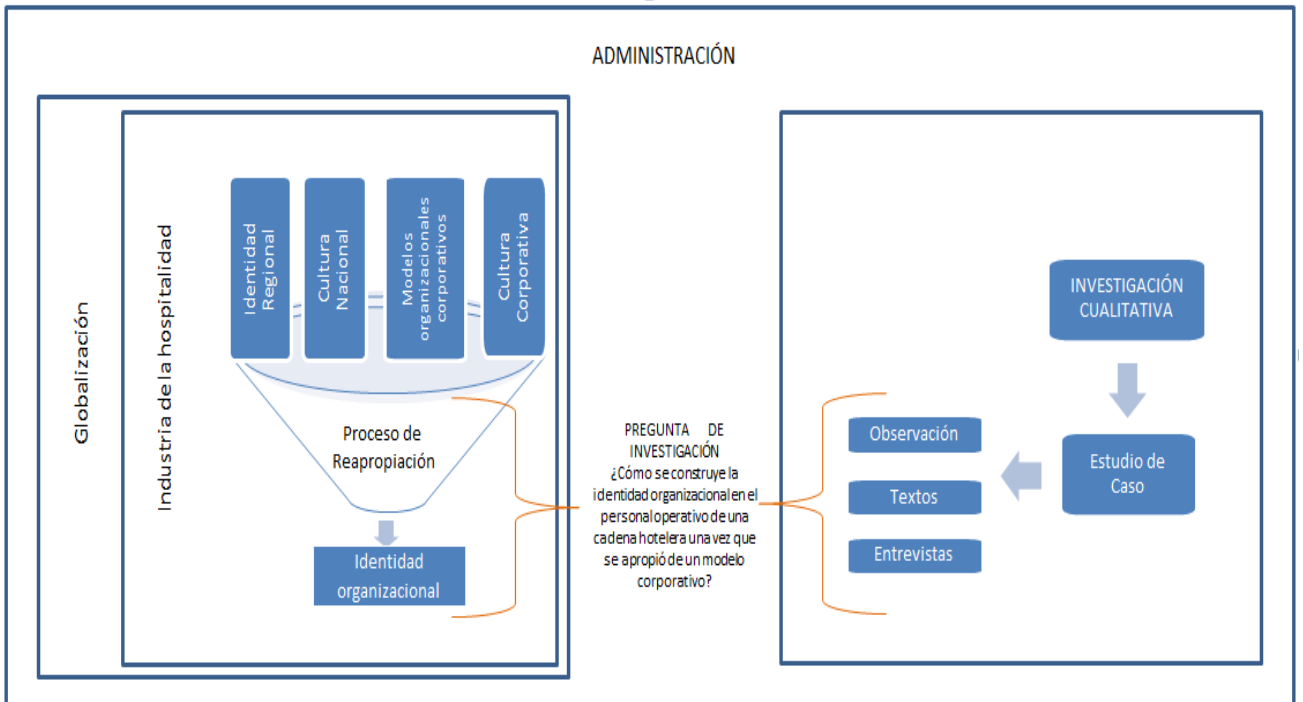 ADMINISTRACIÓN
Globalización
Industria de la hospitalidad
Identidad
Regional
Cultura
Nacional
Modelos
organizacionales
corporativos
Cultura
Corporativa
Proceso de
Reapropiación
Identidad
organizacional
PREGUNTA DE
INVESTIGACIÓN
¿Cómo se construye la
identidad organizacional en el
personal operativo de una
cadena hotelera una vez que
se apropió de un modelo
corporativo?
INVESTIGACIÓN
CUALITATIVA
Estudio de
Caso
Observación
Textos
Entrevistas